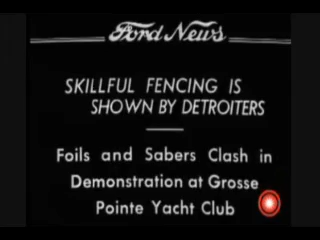 Ford News
SKILLFUL FENCING IS
SHOWN BY DETROITERS
Foils and Sabers Clash in
Demonstration at Grosse
Pointe Yacht Club